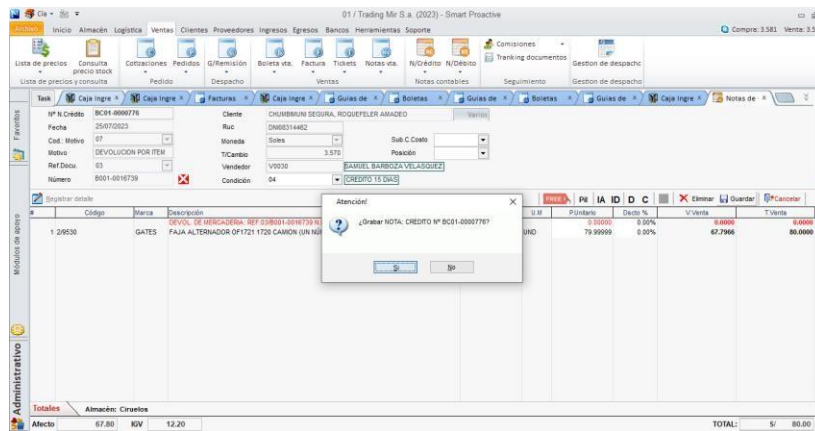 Cia
01 / Trading Mir S.a. (2023) - Smart Proactive
Archivo Inicio Almacén Logística Ventas Clientes Proveedores Ingresos Egresos Bancos Herramientas Soporte
Compra: 3.581 Venta: 3.5
Lista de precios Consulta precio stock Cotizaciones Pedidos G/Remisión Boleta vta. Factura Tickets Notas vta. N/Crédito N/Débito Comisiones Tranking documentos Gestion de despacho
Lista de precios y consulta Pedido Despacho Ventas Notas contables Seguimiento Gestion de despacho
Task Caja Ingre x Caja Ingre x Facturas x Caja Ingre x Guias de x Boletas x Guias de x Boletas x Guias de x Caja Ingre x Notas de x
Favoritos
Módulos de apoyo
Administrativo
Nº N.Crédito BC01-0000776 Cliente CHUMBIMUNI SEGURA, ROQUEFELER AMADEO Varios
Fecha 25/07/2023 Ruc DNI08314462
Cod.: Motivo 07 Moneda Soles Sub.C.Costo
Motivo DEVOLUCION POR ITEM T/Cambio 3.570 Posición
Ref.Docu. 03 Vendedor V0030 SAMUEL BARBOZA VELASQUEZ
Número B001-0016739 Condición 04 CREDITO 15 DIAS
Registrar detalle
FREE Pil IA ID D C Eliminar Guardar Cancelar
# Código Marca Descripción U.M P.Unitario Dscto % V.Venta T.Venta
DEVOL. DE MERCADERIA. REF.03/B001-0016739 N 0.00000 0.00% 0.0000 0.0000
1 2/9530 GATES FAJA ALTERNADOR OF1721 1720 CAMION (UN NÚ UND 79.99999 0.00% 67.7966 80.0000
Atención!
¿Grabar NOTA: CREDITO Nº BC01-0000776?
Si No
Totales Almacén: Ciruelos
Afecto 67.80 IGV 12.20 TOTAL: S/ 80.00